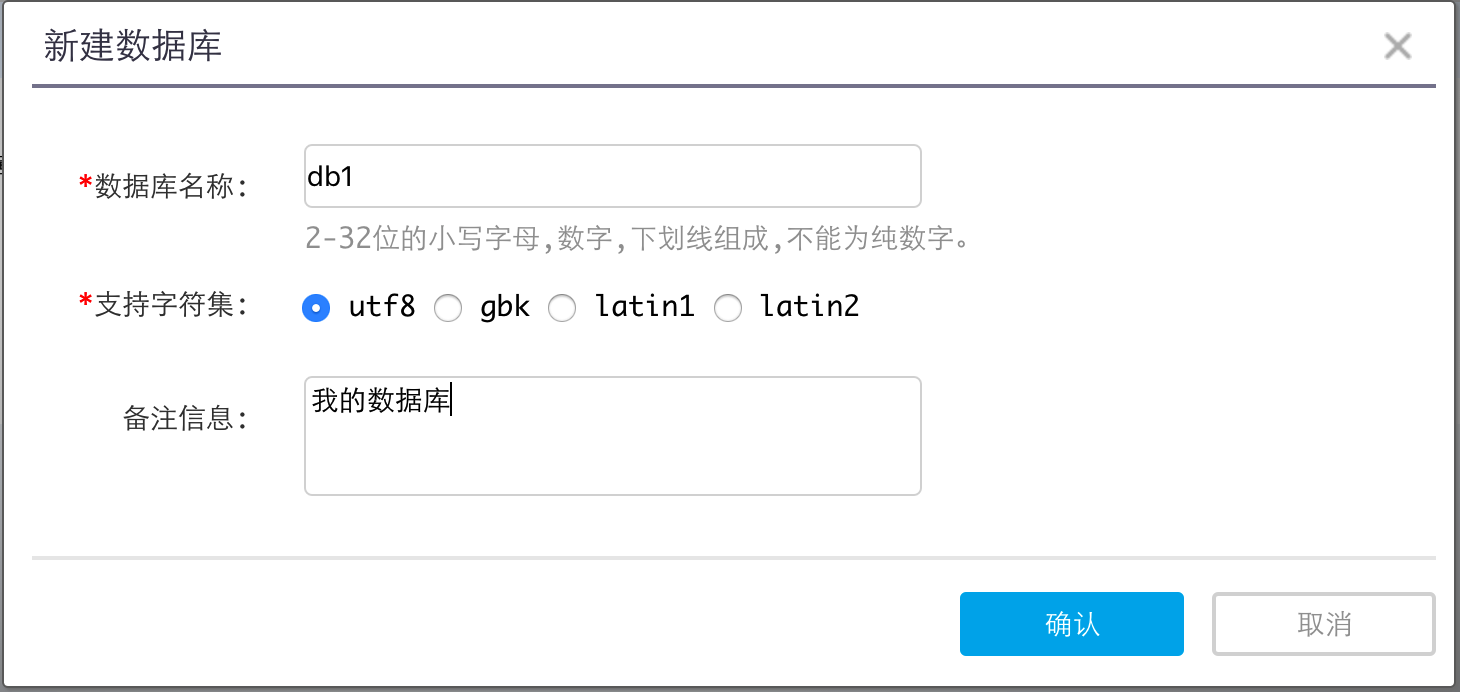 新建数据库
*数据库名称: db1
2-32位的小写字母,数字,下划线组成,不能为纯数字。
*支持字符集: utf8 gbk latin1 latin2
备注信息: 我的数据库
确认 取消